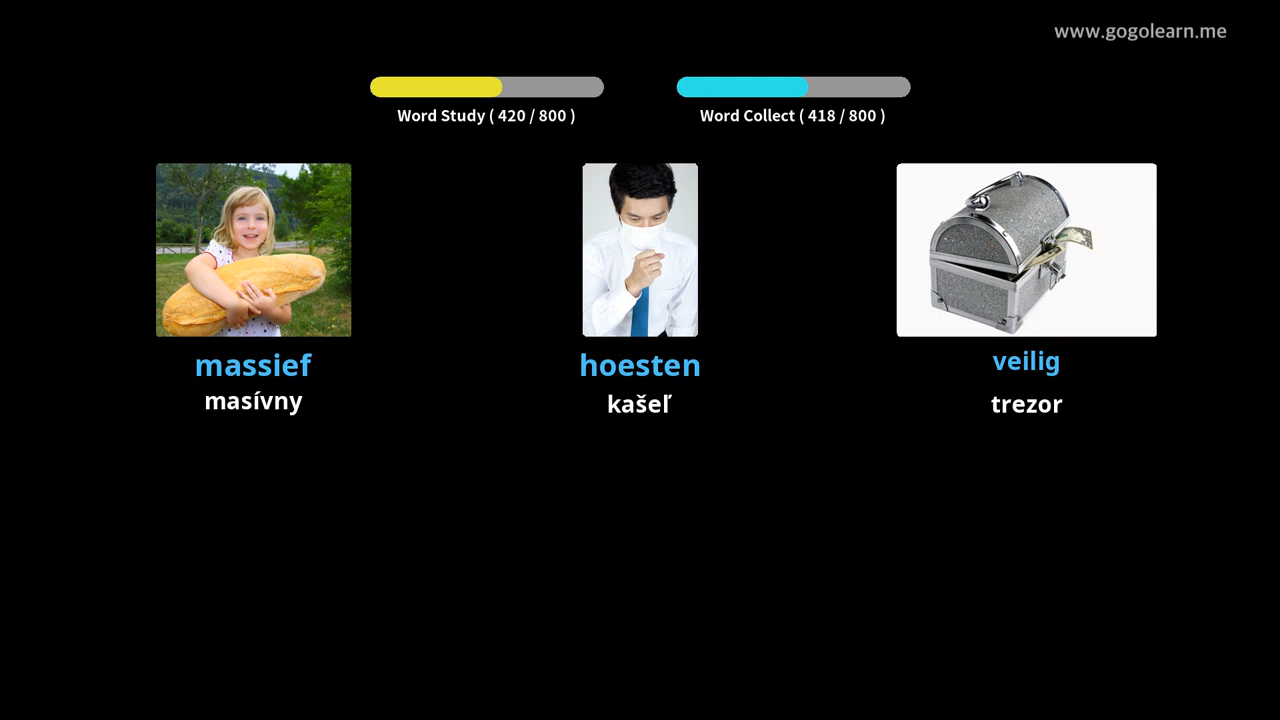 www.gogolearn.me
Word Study ( 420 / 800 )
Word Collect ( 418 / 800 )
massief
masívny
hoesten
kašeľ
veilig
trezor